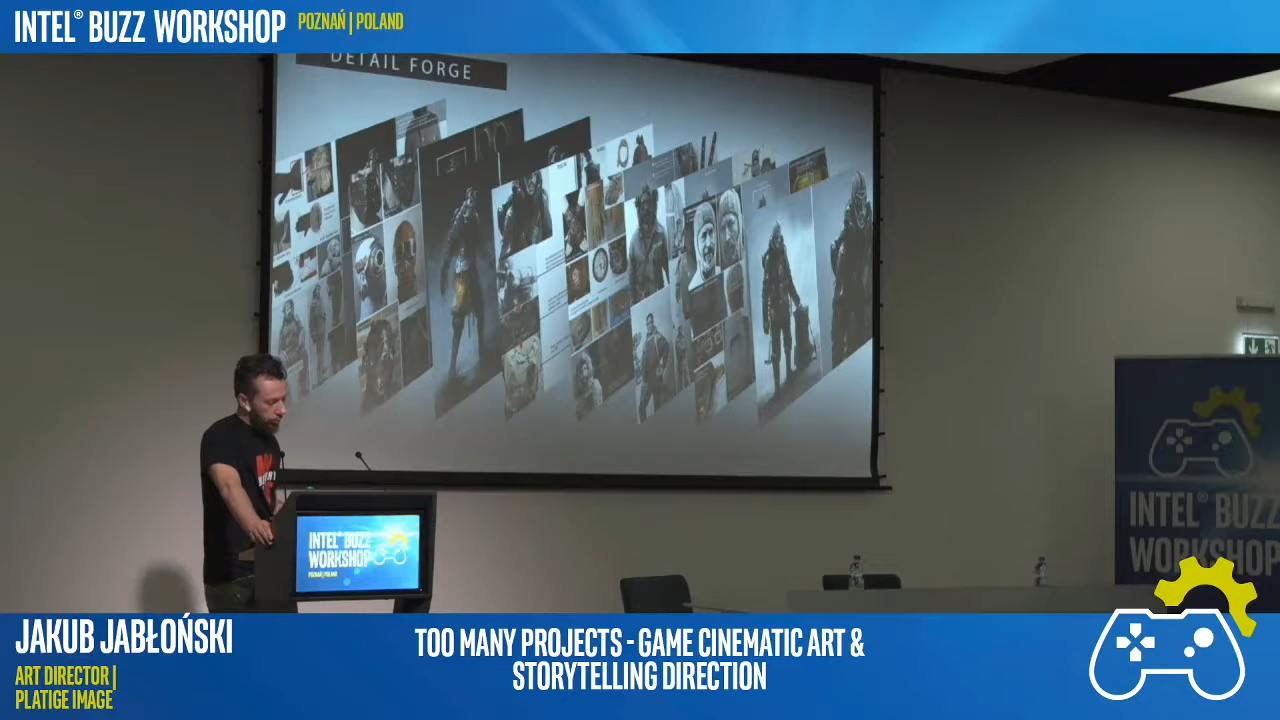 INTEL® BUZZ WORKSHOP
POZNAŃ | POLAND
DETAIL FORGE
INTEL® BUZZ
WORKSHOP
POZNAŃ | POLAND
INTEL® BUZZ
WORKSHOP
JAKUB JABŁOŃSKI
ART DIRECTOR |
PLATIGE IMAGE
TOO MANY PROJECTS - GAME CINEMATIC ART &
STORYTELLING DIRECTION